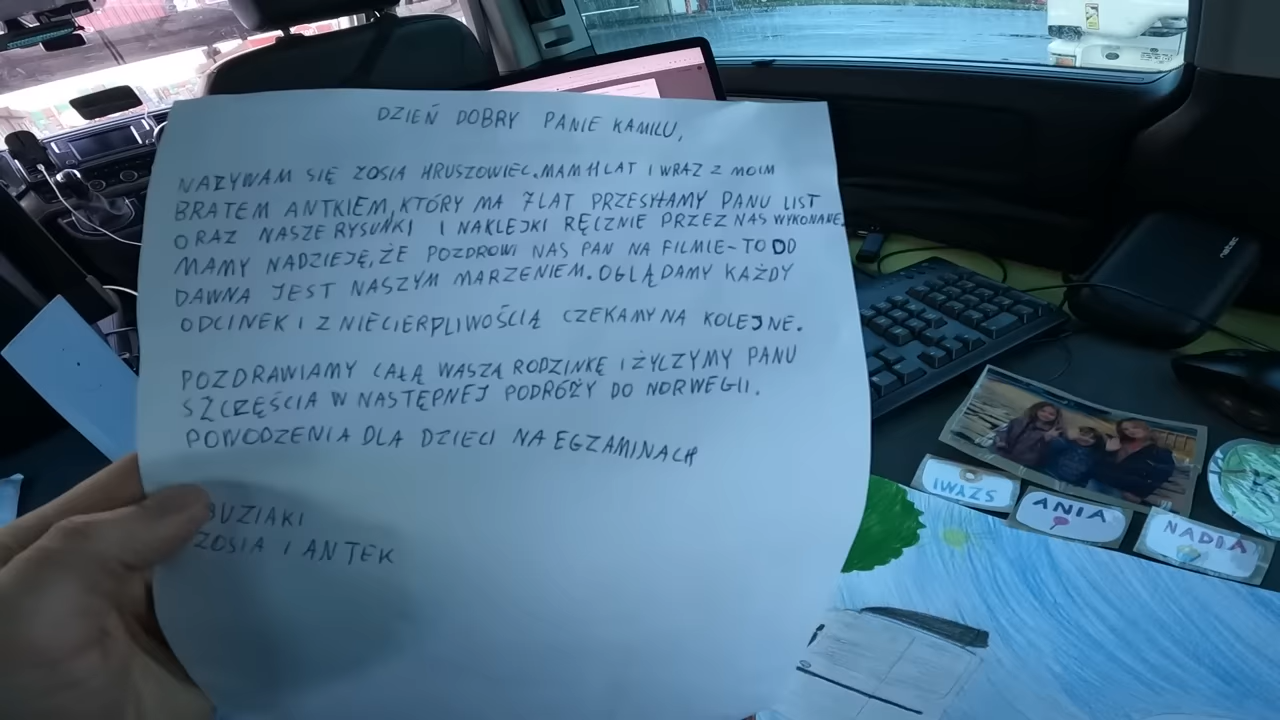 DZIEŃ DOBRY PANIE KAMILU,
NAZYWAM SIĘ ZOSIA HRUSZOWIEC. MAM 11 LAT I WRAZ Z MOIM
BRATEM ANTKIEM, KTÓRY MA 7 LAT PRZESYŁAMY PANU LIST
ORAZ NASZE RYSUNKI I NAKLEJKI RĘCZNIE PRZEZ NAS WYKONANE.
MAMY NADZIEJĘ, ŻE POZDROWI NAS PAN NA FILMIE - TO OD
DAWNA JEST NASZYM MARZENIEM. OGLĄDAMY KAŻDY
ODCINEK I Z NIECIERPLIWOŚCIĄ CZEKAMY NA KOLEJNE.
POZDRAWIAMY CAŁĄ WASZĄ RODZINKĘ I ŻYCZYMY PANU
SZCZĘŚCIA W NASTĘPNEJ PODRÓŻY DO NORWEGII.
POWODZENIA DLA DZIECI NA EGZAMINACH
BUZIAKI
ZOSIA I ANTEK
ANIA
NADIA